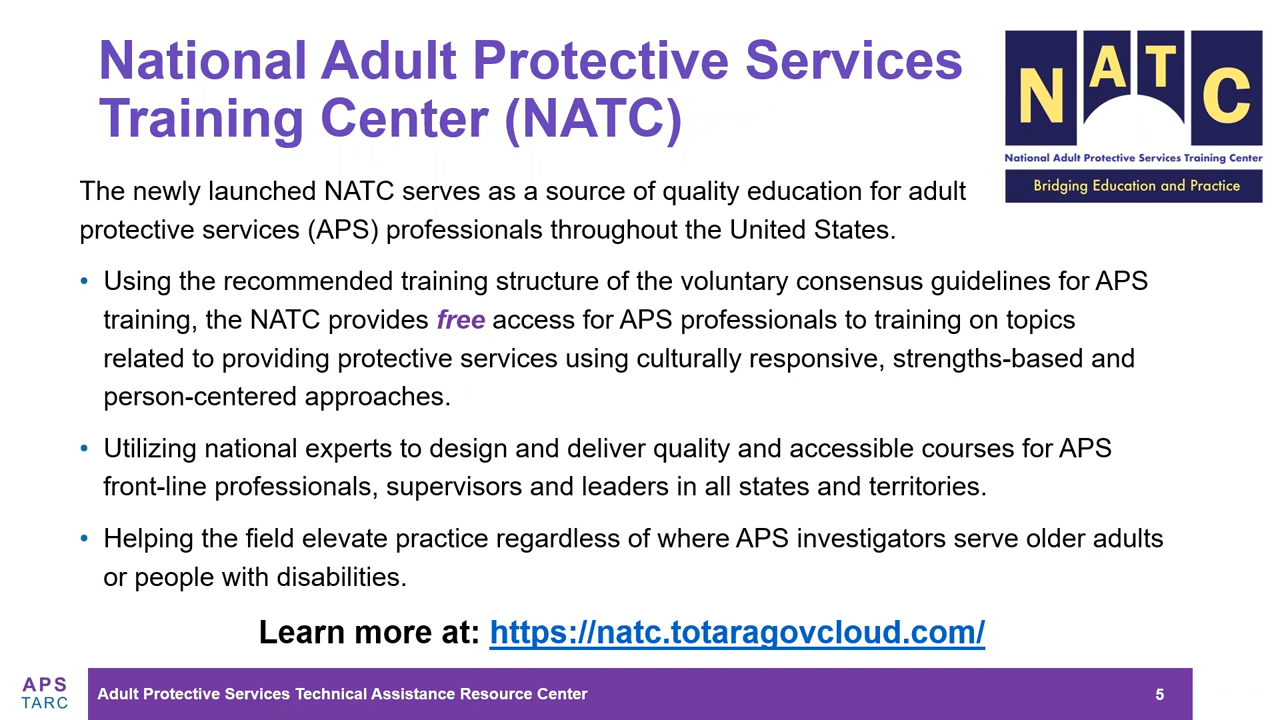 National Adult Protective Services
Training Center (NATC)
NATC
National Adult Protective Services Training Center
Bridging Education and Practice
The newly launched NATC serves as a source of quality education for adult
protective services (APS) professionals throughout the United States.
• Using the recommended training structure of the voluntary consensus guidelines for APS
training, the NATC provides free access for APS professionals to training on topics
related to providing protective services using culturally responsive, strengths-based and
person-centered approaches.
• Utilizing national experts to design and deliver quality and accessible courses for APS
front-line professionals, supervisors and leaders in all states and territories.
• Helping the field elevate practice regardless of where APS investigators serve older adults
or people with disabilities.
Learn more at: https://natc.totaragovcloud.com/
APS
TARC
Adult Protective Services Technical Assistance Resource Center
5